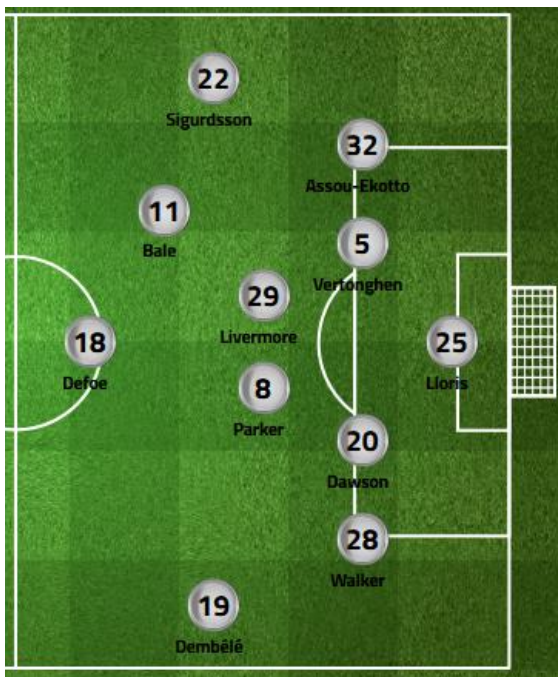 22
Sigurdsson
32
Assou-Ekotto
11
Bale
5
Vertonghen
29
Livermore
18
Defoe
25
Lloris
8
Parker
20
Dawson
28
Walker
19
Dembélé